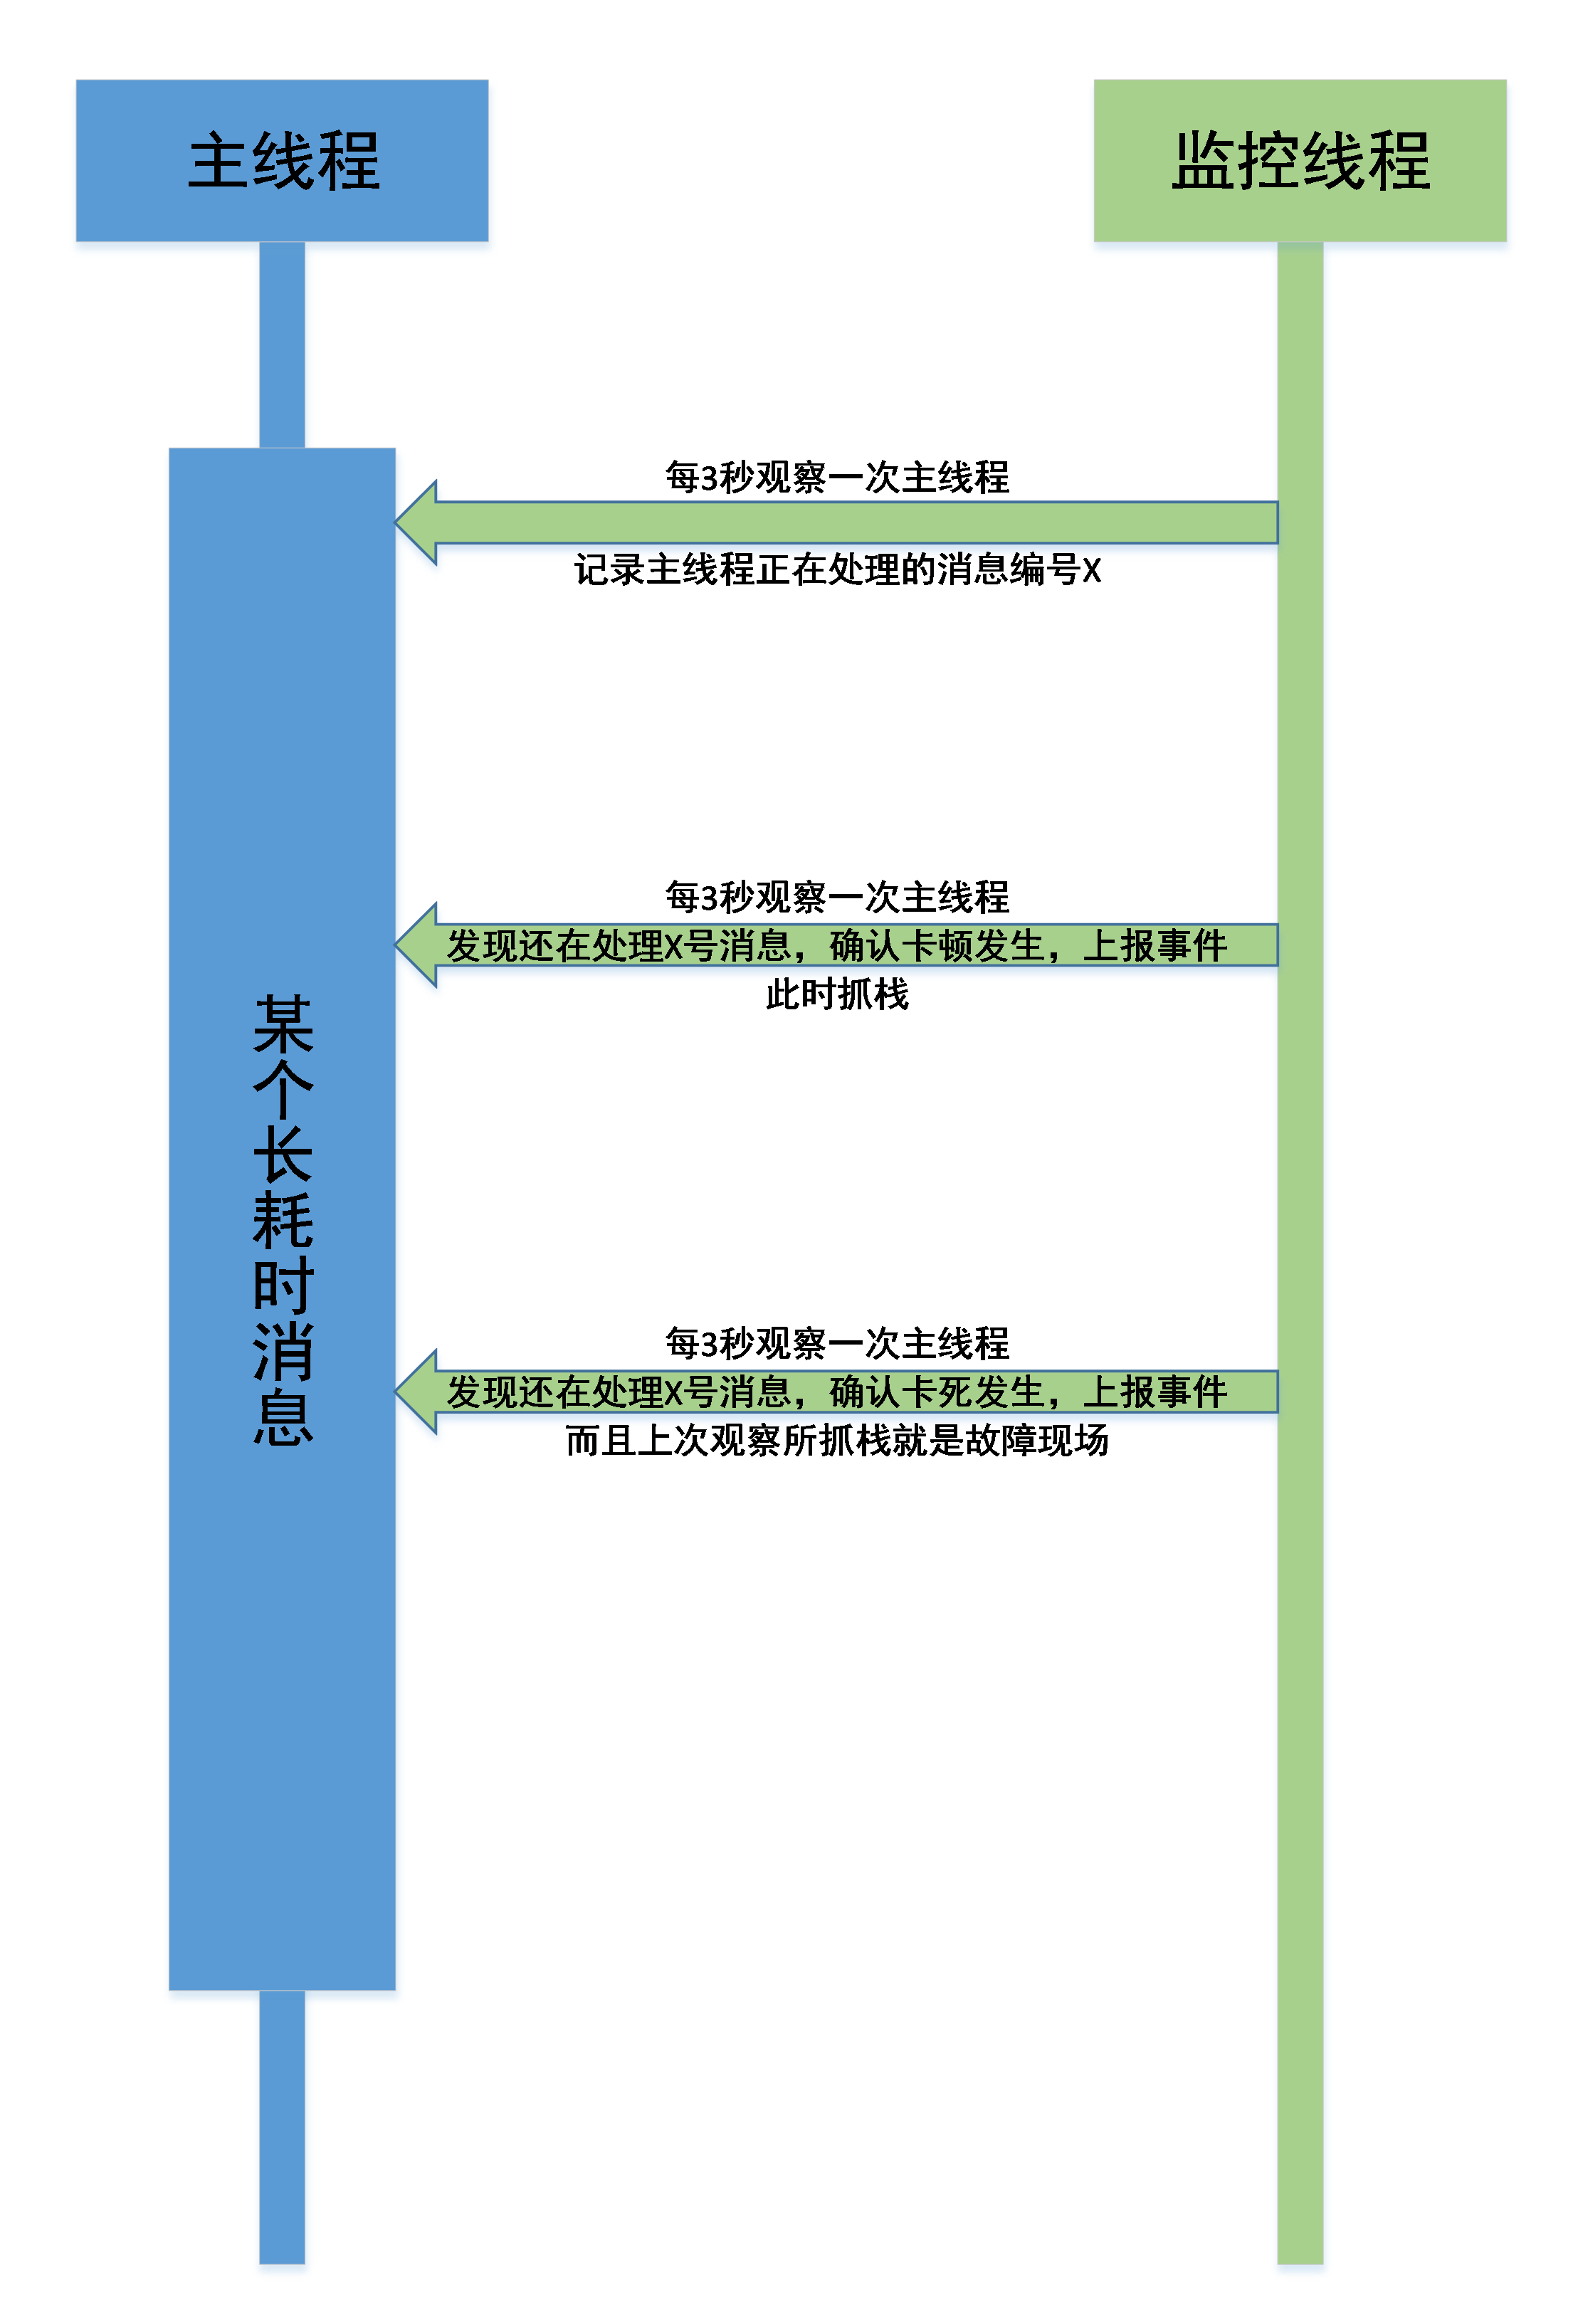 主线程
监控线程
每3秒观察一次主线程
记录主线程正在处理的消息编号X
每3秒观察一次主线程
发现还在处理X号消息，确认卡顿发生，上报事件
此时抓栈
某个长耗时消息
每3秒观察一次主线程
发现还在处理X号消息，确认卡死发生，上报事件
而且上次观察所抓栈就是故障现场